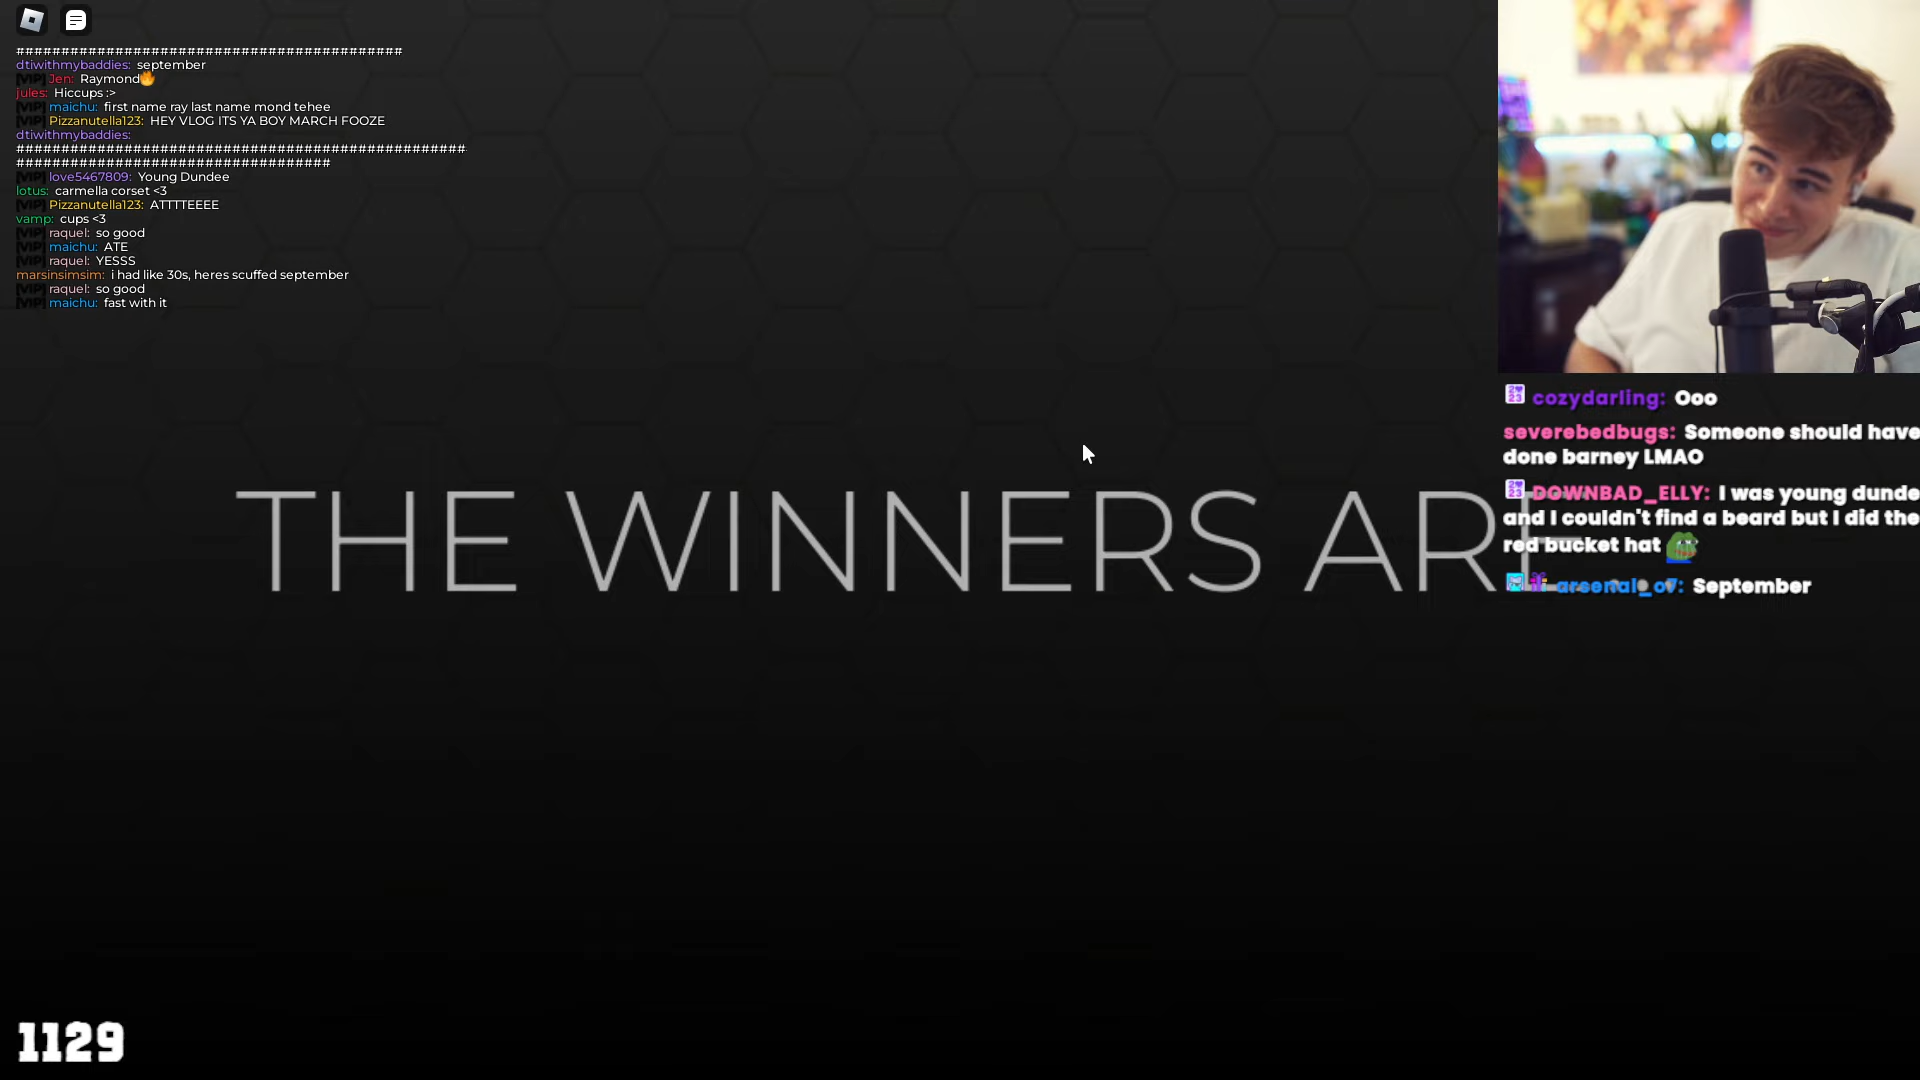 ##########################################
dtiwithmybaddies: september
[VIP] Jen: Raymond🔥
jules: Hiccups :>
[VIP] maichu: first name ray last name mond tehee
[VIP] Pizzanutella123: HEY VLOG ITS YA BOY MARCH FOOZE
dtiwithmybaddies:
##################################################
##################################
[VIP] love5467809: Young Dundee
lotus: carmella corset <3
[VIP] Pizzanutella123: ATTTTEEEE
vamp: cups <3
[VIP] raquel: so good
[VIP] maichu: ATE
[VIP] raquel: YESSS
marsinsimsim: i had like 30s, heres scuffed september
[VIP] raquel: so good
[VIP] maichu: fast with it
THE WINNERS ARE...
cozydarling: Ooo
severebedbugs: Someone should have
done barney LMAO
DOWNBAD_ELLY: I was young dunde
and I couldn't find a beard but I did the
red bucket hat
arsenal_o7: September
1129